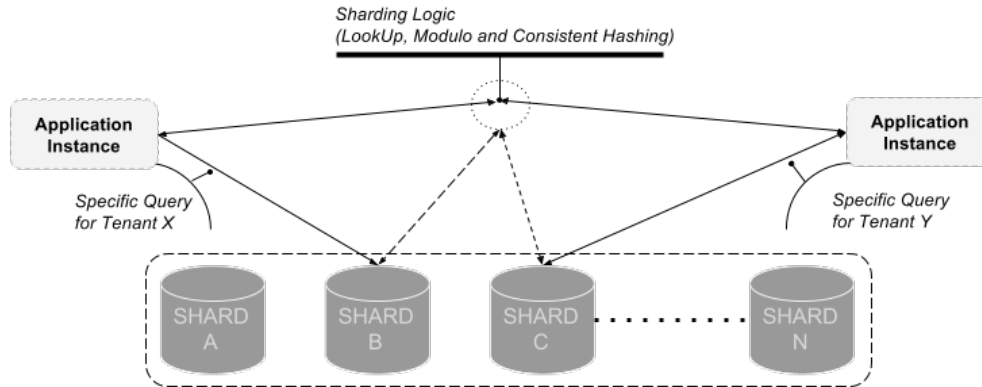 Sharding Logic
(LookUp, Modulo and Consistent Hashing)
Application
Instance
Application
Instance
Specific Query
for Tenant X
Specific Query
for Tenant Y
SHARD
A
SHARD
B
SHARD
C
SHARD
N